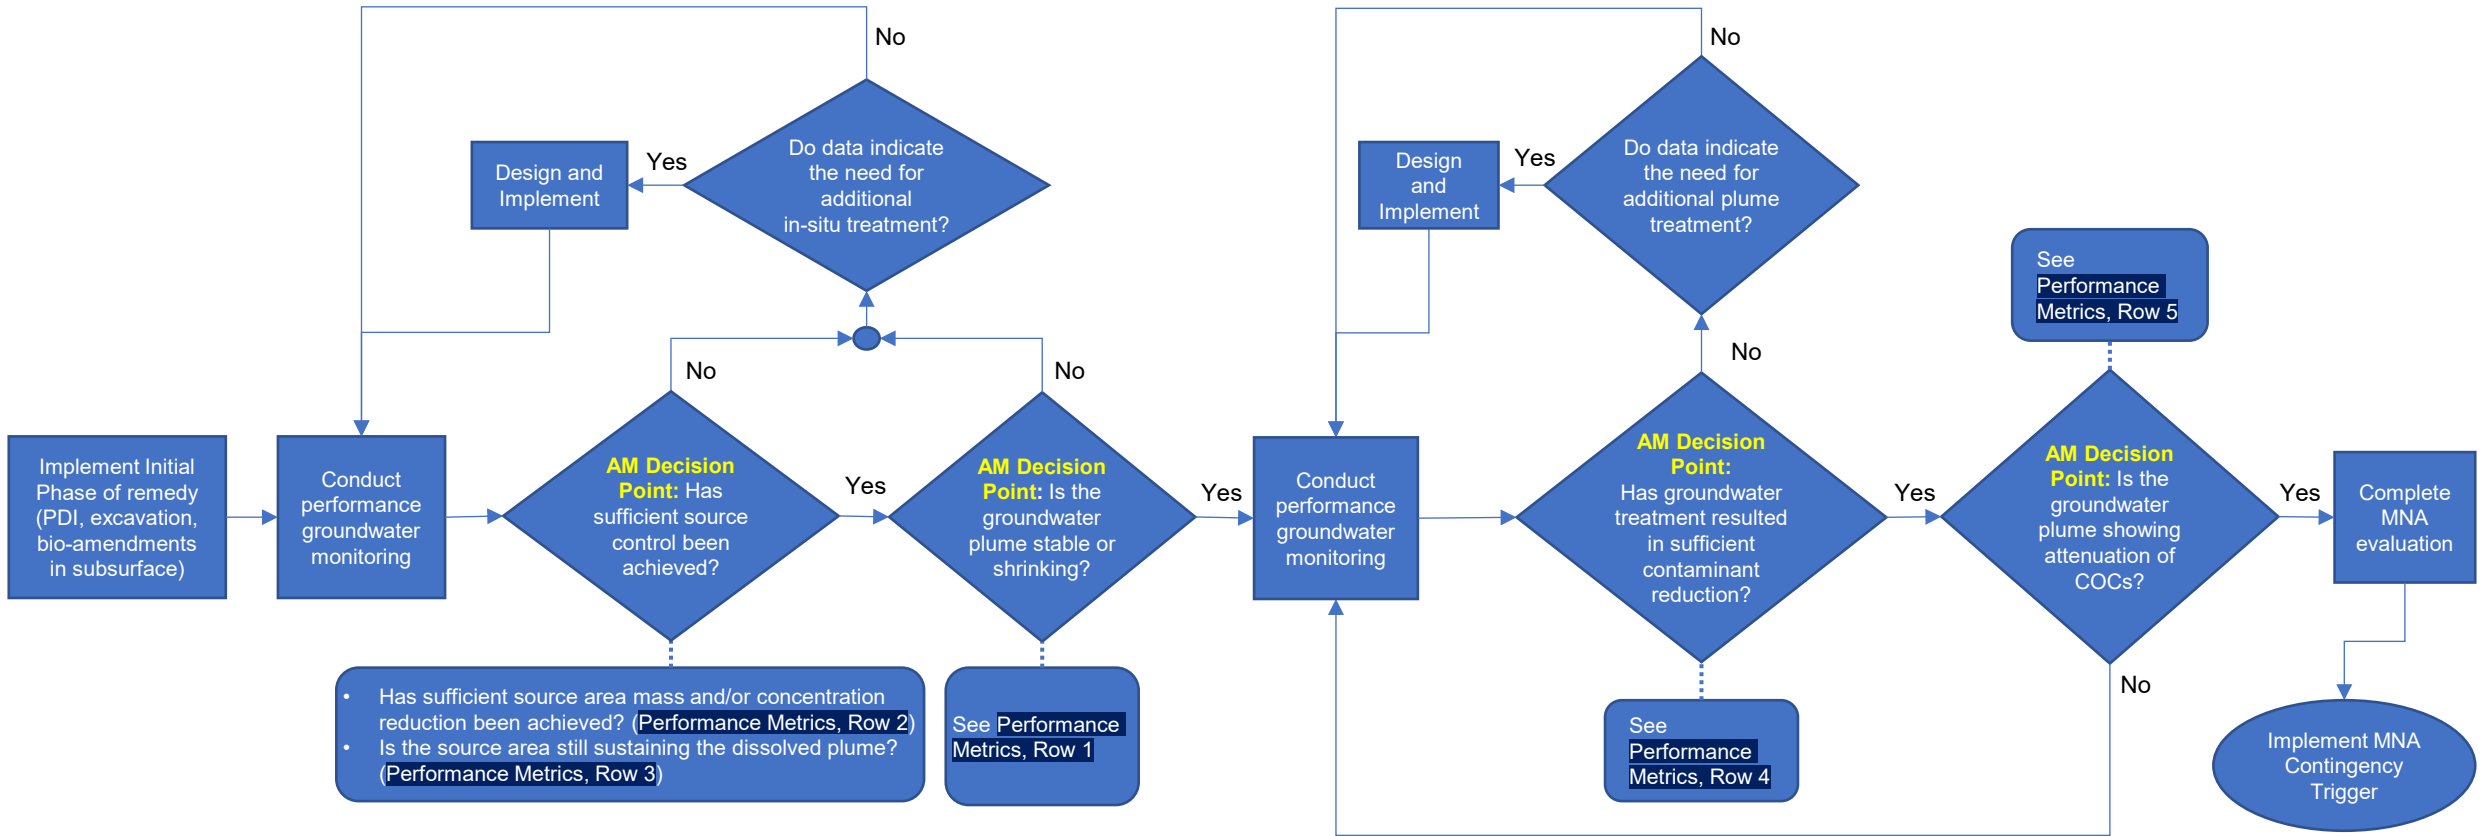 No
Do data indicate
the need for
additional
in-situ treatment?
Yes
Design and
Implement
No
Do data indicate
the need for
additional plume
treatment?
Yes
Design
and
Implement
No
No
No
See
Performance
Metrics, Row 5
Implement Initial
Phase of remedy
(PDI, excavation,
bio-amendments
in subsurface)
Conduct
performance
groundwater
monitoring
AM Decision
Point: Has
sufficient source
control been
achieved?
Yes
AM Decision
Point: Is the
groundwater
plume stable or
shrinking?
Yes
Conduct
performance
groundwater
monitoring
AM Decision
Point:
Has groundwater
treatment resulted
in sufficient
contaminant
reduction?
Yes
AM Decision
Point: Is the
groundwater
plume showing
attenuation of
COCs?
Yes
Complete
MNA
evaluation
No
• Has sufficient source area mass and/or concentration
reduction been achieved? (Performance Metrics, Row 2)
• Is the source area still sustaining the dissolved plume?
(Performance Metrics, Row 3)
See Performance
Metrics, Row 1
See
Performance
Metrics, Row 4
Implement MNA
Contingency
Trigger